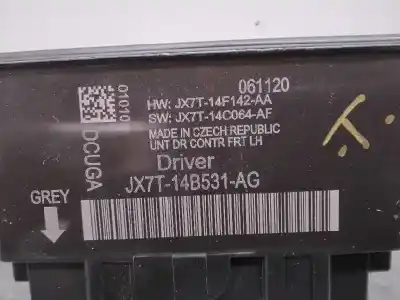 061120
01010
HW: JX7T-14F142-AA
SW: JX7T-14C064-AF
MADE IN CZECH REPUBLIC
UNT DR CONTR FRT LH
DCUGA
Driver
GREY
JX7T-14B531-AG